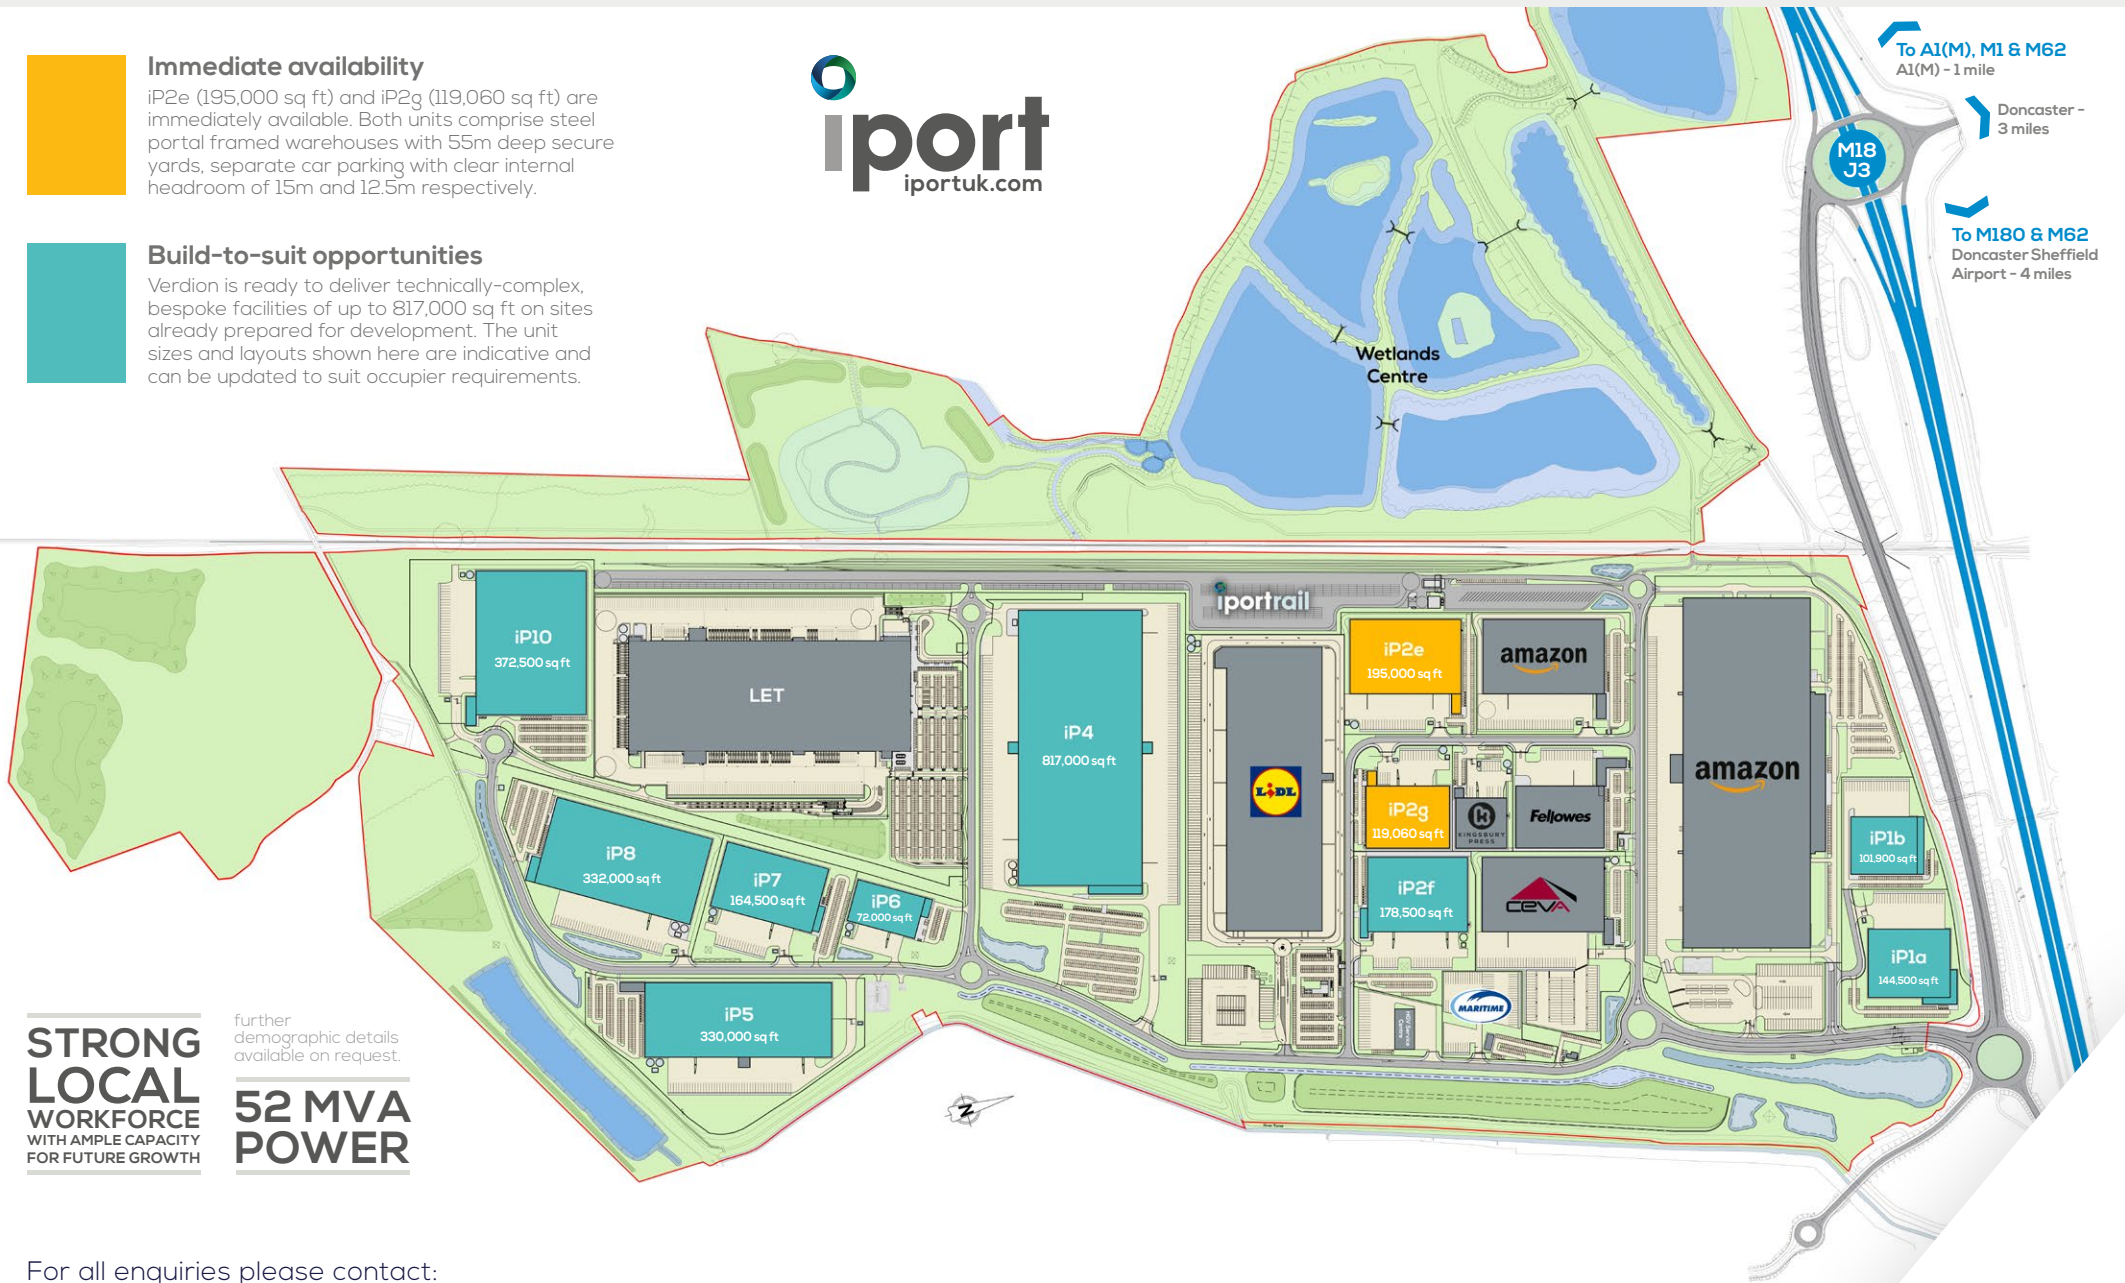 Immediate availability
iP2e (195,000 sq ft) and iP2g (119,060 sq ft) are
immediately available. Both units comprise steel
portal framed warehouses with 55m deep secure
yards, separate car parking with clear internal
headroom of 15m and 12.5m respectively.
Build-to-suit opportunities
Verdion is ready to deliver technically-complex,
bespoke facilities of up to 817,000 sq ft on sites
already prepared for development. The unit
sizes and layouts shown here are indicative and
can be updated to suit occupier requirements.
iport
iportuk.com
To A1(M), M1 & M62
A1(M) - 1 mile
Doncaster -
3 miles
M18
J3
To M180 & M62
Doncaster Sheffield
Airport - 4 miles
Wetlands
Centre
iportrail
iP10
372,500 sq ft
LET
iP4
817,000 sq ft
LIDL
iP2e
195,000 sq ft
amazon
amazon
iP2g
119,060 sq ft
KINGSBURY
PRESS
Fellowes
iP1b
101,900 sq ft
iP8
332,000 sq ft
iP7
164,500 sq ft
iP6
72,000 sq ft
iP2f
178,500 sq ft
CEVA
iP1a
144,500 sq ft
iP5
330,000 sq ft
MARITIME
HGV Service
Centre
N
STRONG
LOCAL
WORKFORCE
WITH AMPLE CAPACITY
FOR FUTURE GROWTH
further
demographic details
available on request.
52 MVA
POWER
For all enquiries please contact: